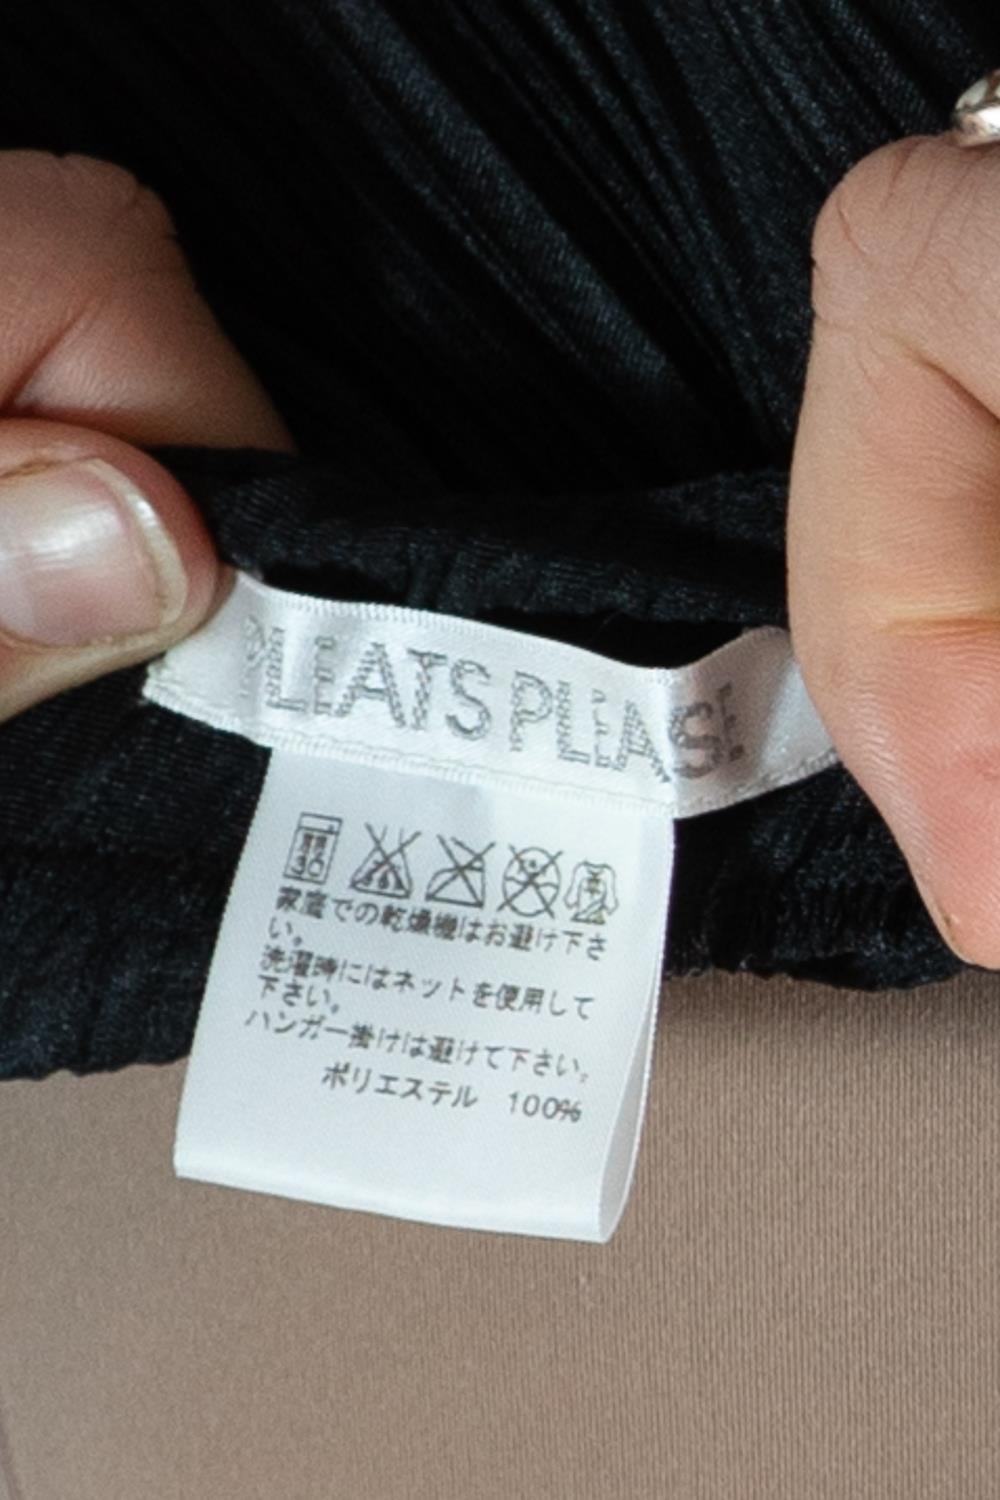 PLEATS PLEASE
30
家庭での乾燥機はお避け下さ
い。
洗濯時にはネットを使用して
下さい。
ハンガー掛けは避けて下さい。
ポリエステル 100%